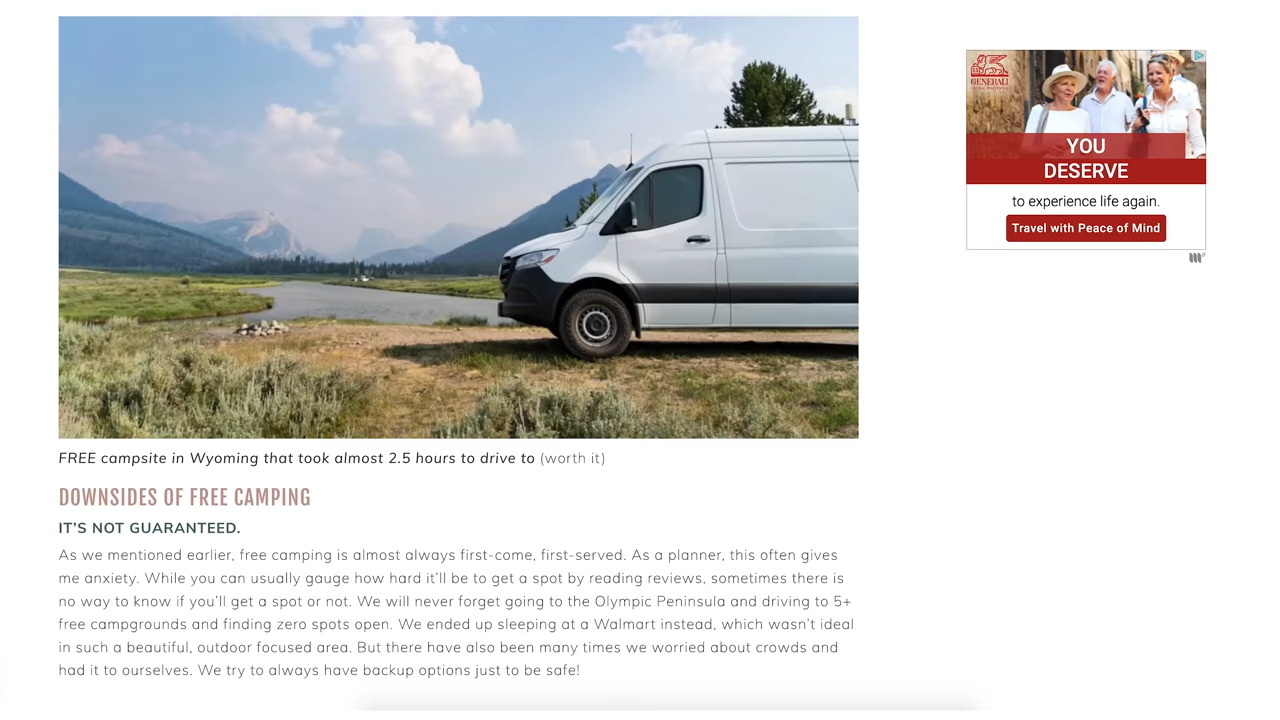 FREE campsite in Wyoming that took almost 2.5 hours to drive to (worth it)
DOWNSIDES OF FREE CAMPING
IT'S NOT GUARANTEED.
As we mentioned earlier, free camping is almost always first-come, first-served. As a planner, this often gives
me anxiety. While you can usually gauge how hard it'll be to get a spot by reading reviews, sometimes there is
no way to know if you'll get a spot or not. We will never forget going to the Olympic Peninsula and driving to 5+
free campgrounds and finding zero spots open. We ended up sleeping at a Walmart instead, which wasn't ideal
in such a beautiful, outdoor focused area. But there have also been many times we worried about crowds and
had it to ourselves. We try to always have backup options just to be safe!
GENERALI
YOU
DESERVE
to experience life again.
Travel with Peace of Mind